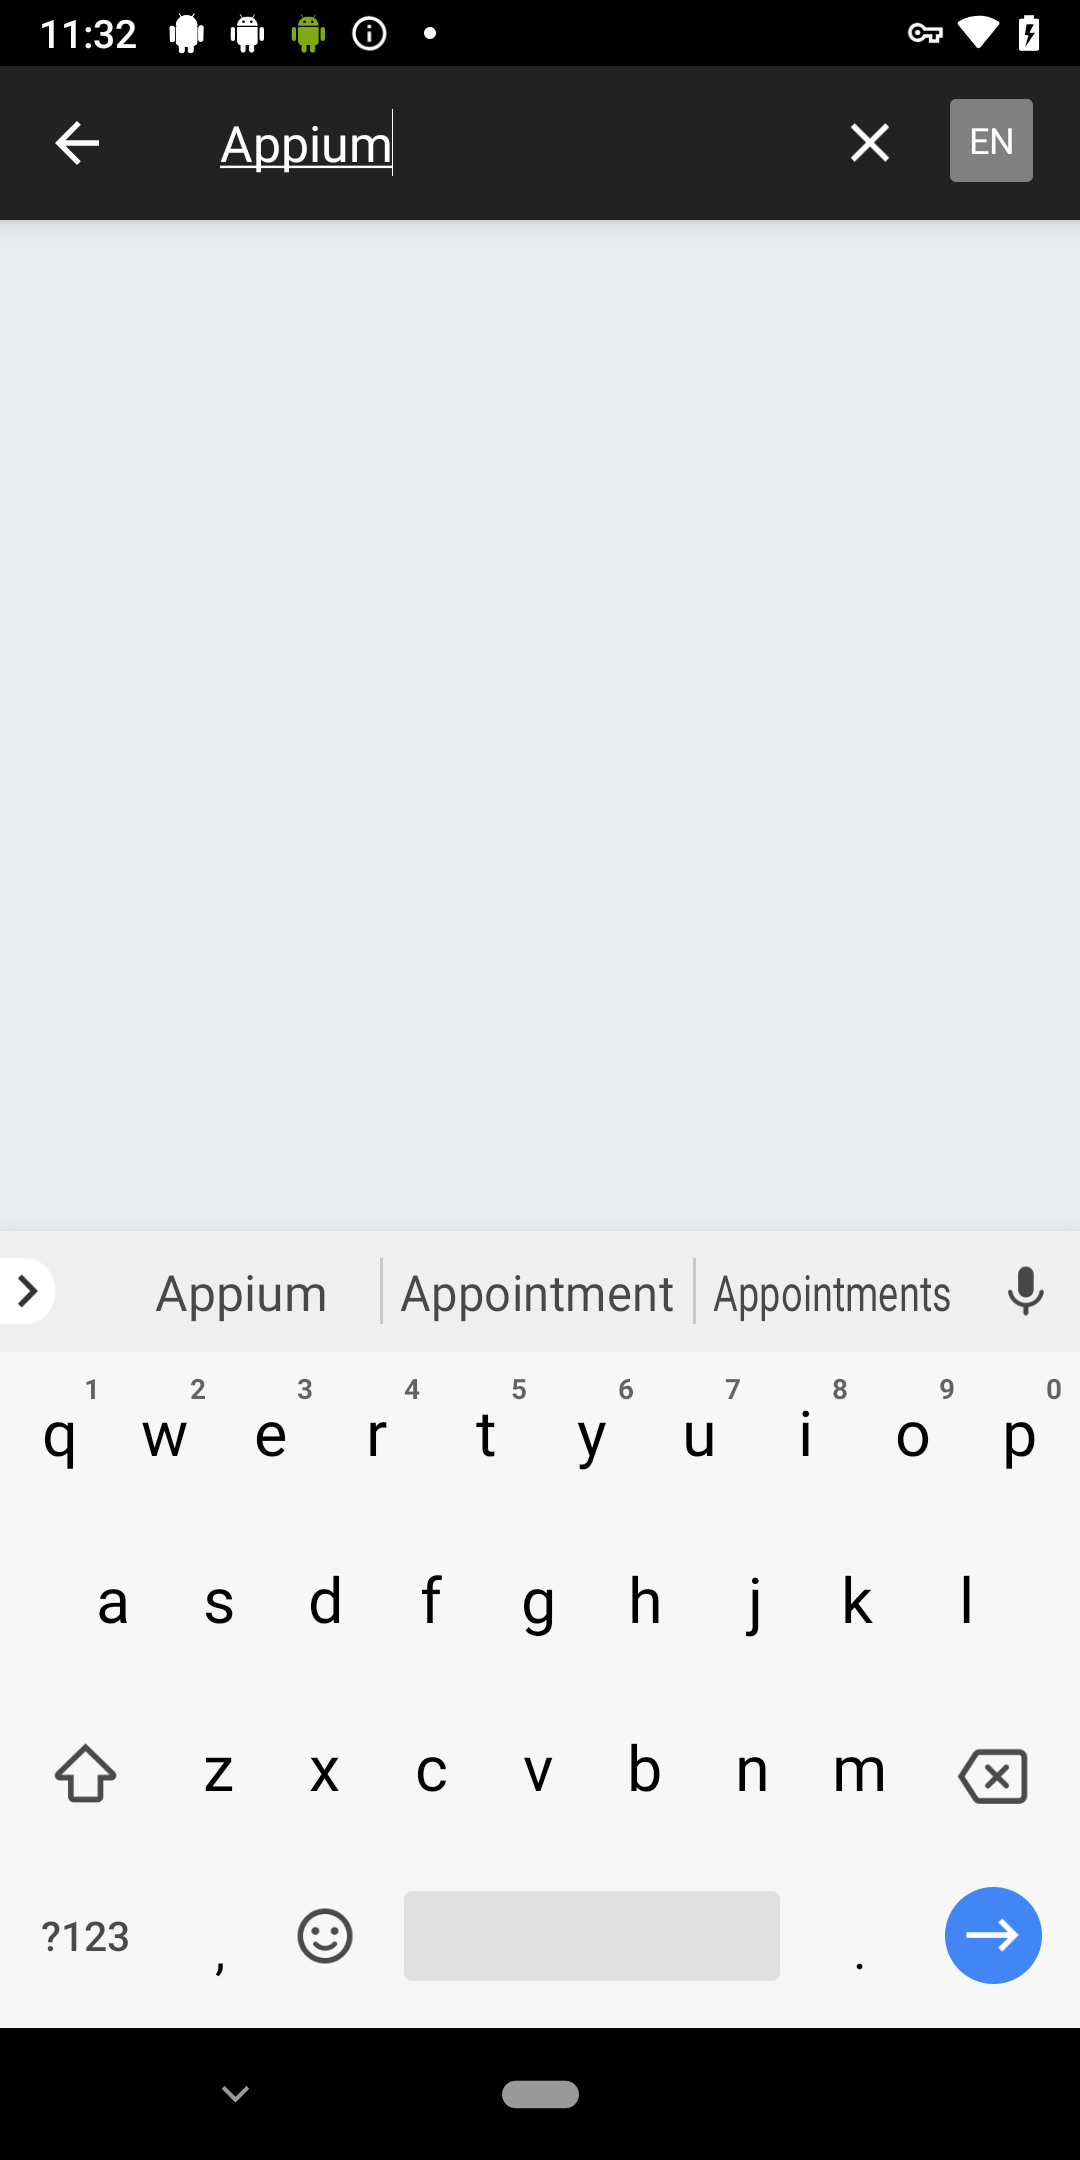 11:32
Appium
EN
Appium Appointment Appointments
1 2 3 4 5 6 7 8 9 0
q w e r t y u i o p
a s d f g h j k l
z x c v b n m
?123 , .